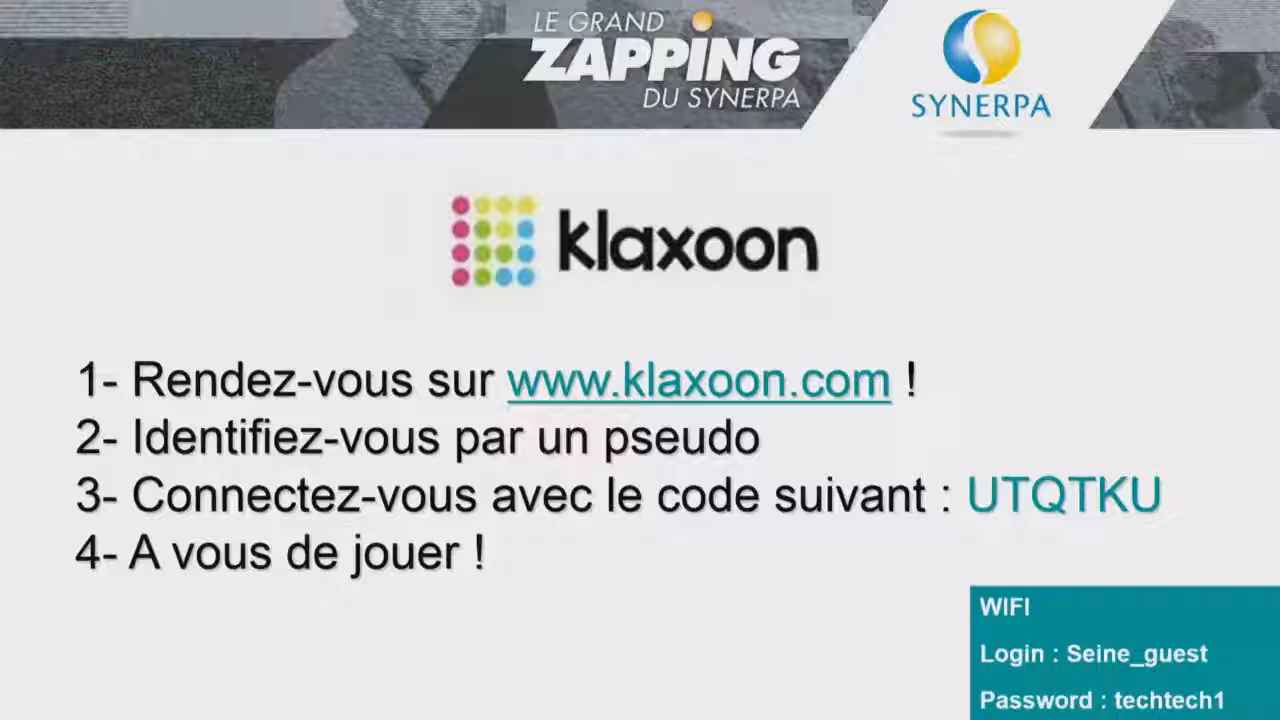 LE GRAND
ZAPPING
DU SYNERPA
SYNERPA
klaxoon
1- Rendez-vous sur www.klaxoon.com !
2- Identifiez-vous par un pseudo
3- Connectez-vous avec le code suivant : UTQTKU
4- A vous de jouer !
WIFI
Login : Seine_guest
Password : techtech1